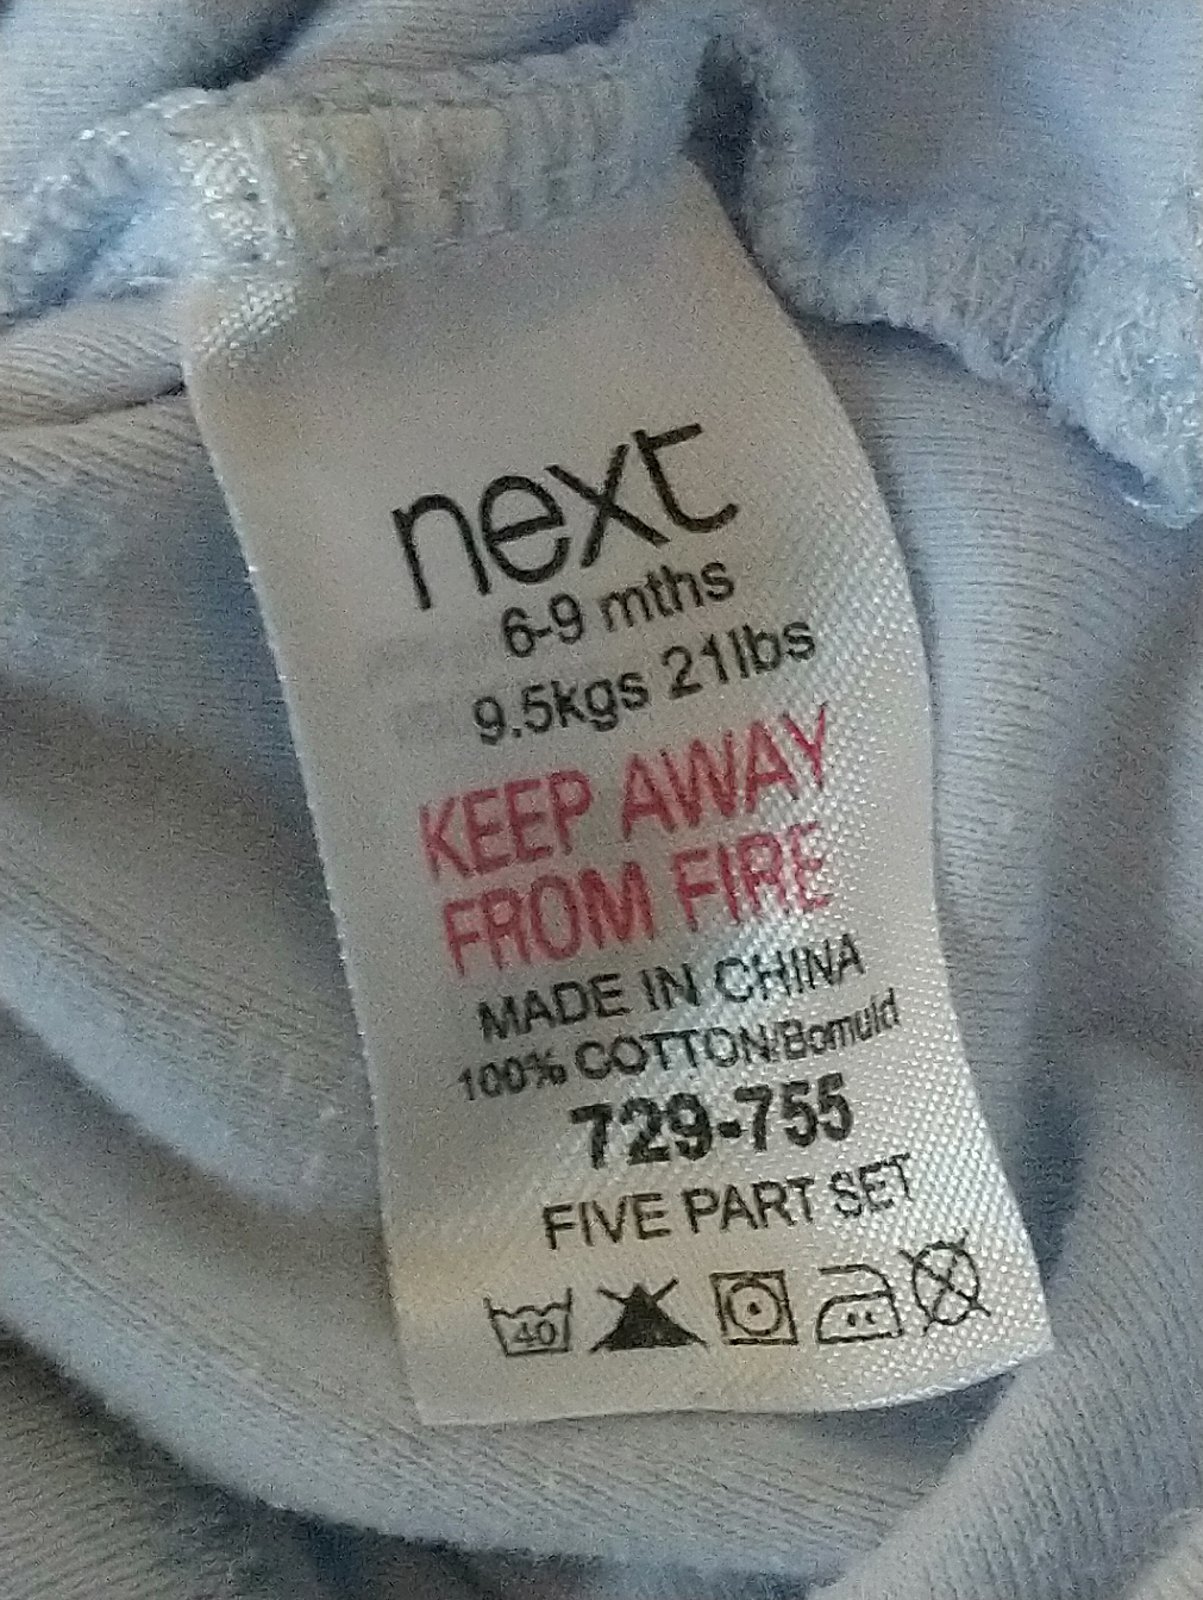 next
6-9 mths
9.5kgs 21lbs
KEEP AWAY
FROM FIRE
MADE IN CHINA
100% COTTON/Bomuld
729-755
FIVE PART SET
40